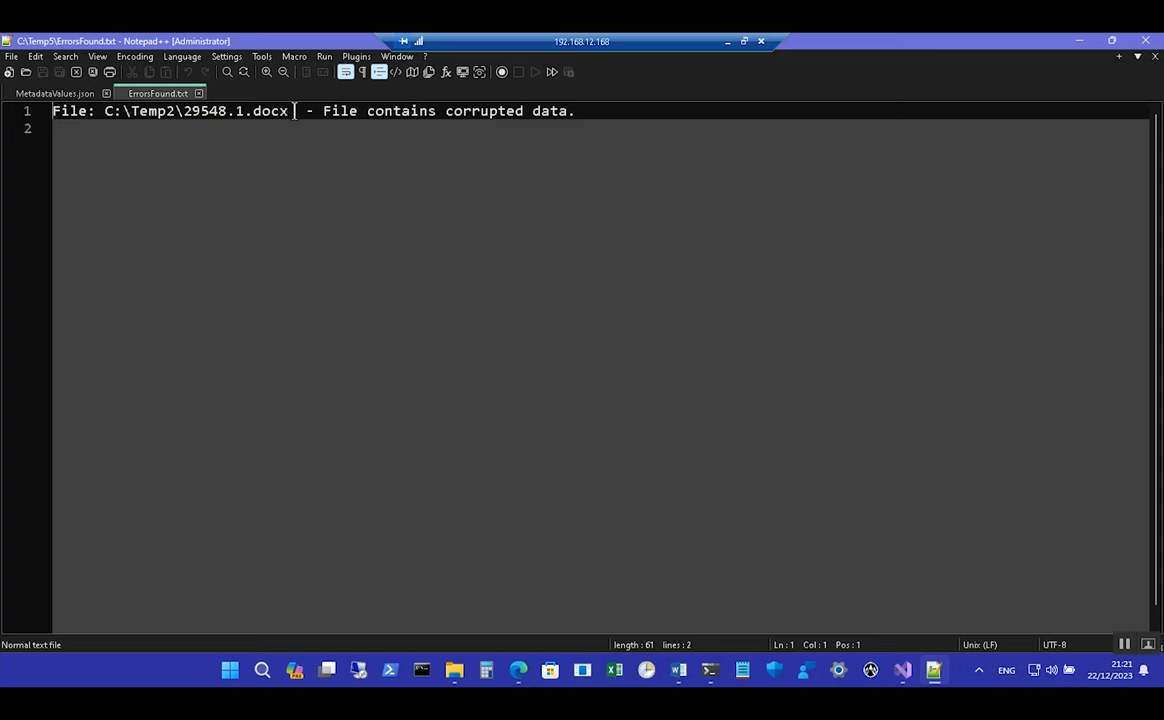 C:\Temp5\ErrorsFound.txt - Notepad++ [Administrator]
192.168.12.168
File Edit Search View Encoding Language Settings Tools Macro Run Plugins Window ?
MetadataValues.json ErrorsFound.txt
1 File: C:\Temp2\29548.1.docx - File contains corrupted data.
2
Normal text file length : 61 lines : 2 Ln : 1 Col : 1 Pos : 1 Unix (LF) UTF-8
ENG
21:21
22/12/2023